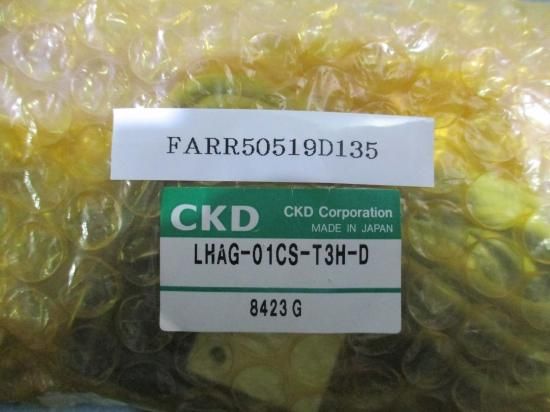 FARR50519D135
CKD CKD Corporation
MADE IN JAPAN
LHAG-01CS-T3H-D
8423G